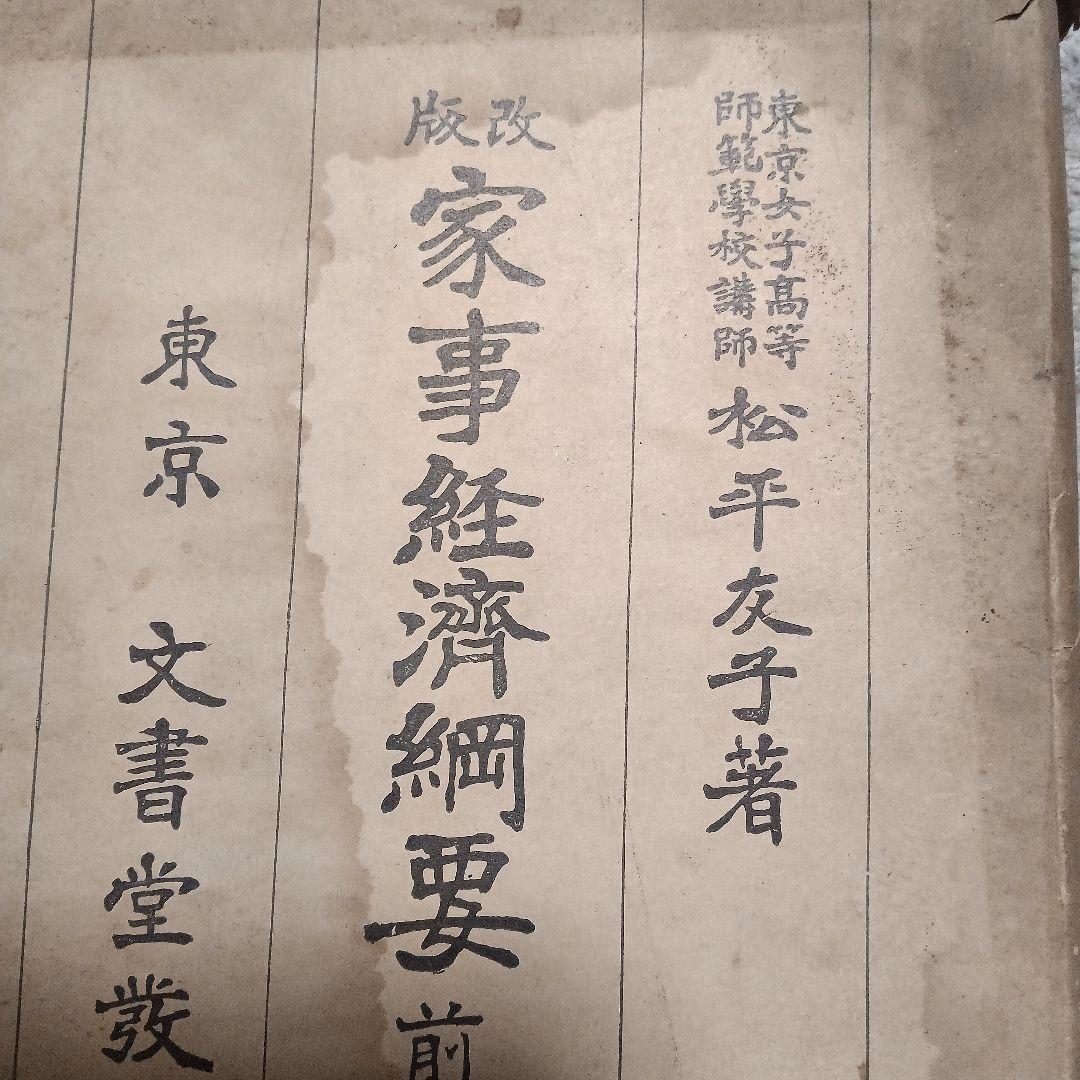 東京女子高等
師範學校講師
松平友子著
改版
家事経濟綱要前
東京 文書堂發